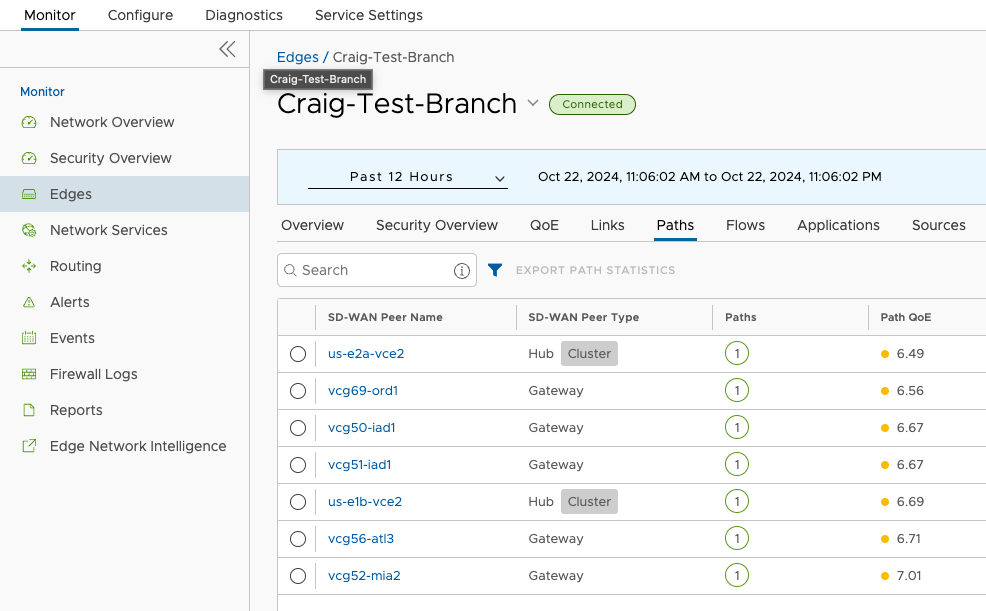 Monitor Configure Diagnostics Service Settings
Edges / Craig-Test-Branch
Craig-Test-Branch
Craig-Test-Branch Connected
Monitor
Network Overview
Security Overview
Edges
Network Services
Routing
Alerts
Events
Firewall Logs
Reports
Edge Network Intelligence
Past 12 Hours Oct 22, 2024, 11:06:02 AM to Oct 22, 2024, 11:06:02 PM
Overview Security Overview QoE Links Paths Flows Applications Sources
Search EXPORT PATH STATISTICS
SD-WAN Peer Name SD-WAN Peer Type Paths Path QoE
us-e2a-vce2 Hub Cluster 1 6.49
vcg69-ord1 Gateway 1 6.56
vcg50-iad1 Gateway 1 6.67
vcg51-iad1 Gateway 1 6.67
us-e1b-vce2 Hub Cluster 1 6.69
vcg56-atl3 Gateway 1 6.71
vcg52-mia2 Gateway 1 7.01